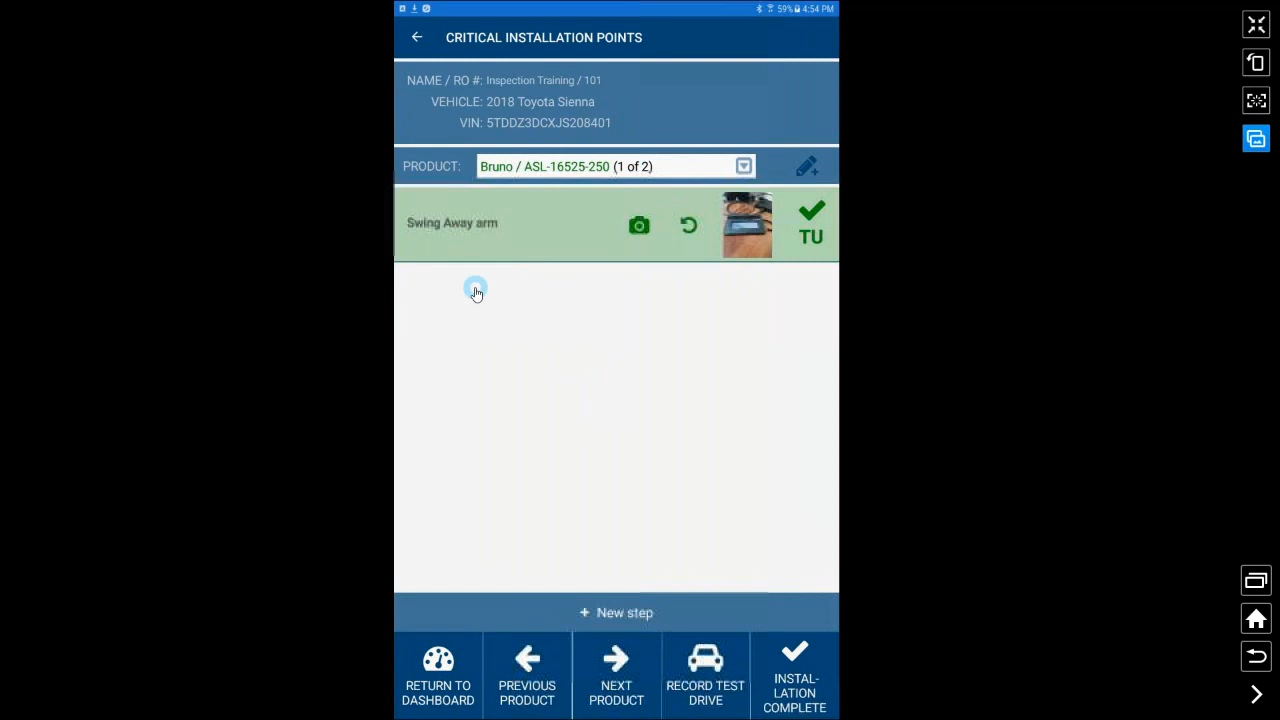 59% 4:54 PM
CRITICAL INSTALLATION POINTS
NAME / RO #: Inspection Training / 101
VEHICLE: 2018 Toyota Sienna
VIN: 5TDDZ3DCXJS208401
PRODUCT: Bruno / ASL-16525-250 (1 of 2)
Swing Away arm
TU
+ New step
RETURN TO
DASHBOARD
PREVIOUS
PRODUCT
NEXT
PRODUCT
RECORD TEST
DRIVE
INSTAL-
LATION
COMPLETE